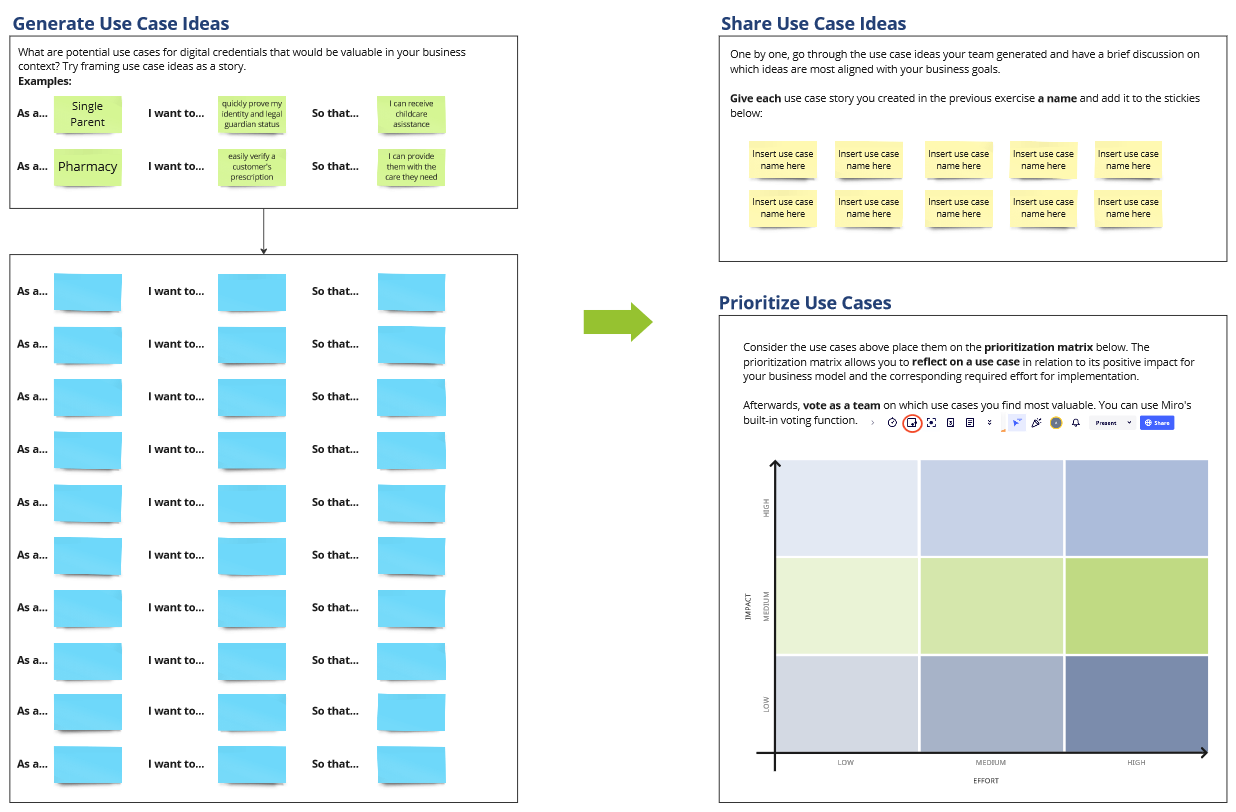 Generate Use Case Ideas
What are potential use cases for digital credentials that would be valuable in your business
context? Try framing use case ideas as a story.
Examples:
As a...
Single
Parent
I want to...
quickly prove my
identity and legal
guardian status
So that...
I can receive
childcare
asisstance
As a...
Pharmacy
I want to...
easily verify a
customer's
prescription
So that...
I can provide
them with the
care they need
As a... I want to... So that...
As a... I want to... So that...
As a... I want to... So that...
As a... I want to... So that...
As a... I want to... So that...
As a... I want to... So that...
As a... I want to... So that...
As a... I want to... So that...
As a... I want to... So that...
As a... I want to... So that...
Share Use Case Ideas
One by one, go through the use case ideas your team generated and have a brief discussion on
which ideas are most aligned with your business goals.
Give each use case story you created in the previous exercise a name and add it to the stickies
below:
Insert use case
name here
Insert use case
name here
Insert use case
name here
Insert use case
name here
Insert use case
name here
Insert use case
name here
Insert use case
name here
Insert use case
name here
Insert use case
name here
Insert use case
name here
Prioritize Use Cases
Consider the use cases above place them on the prioritization matrix below. The
prioritization matrix allows you to reflect on a use case in relation to its positive impact for
your business model and the corresponding required effort for implementation.
Afterwards, vote as a team on which use cases you find most valuable. You can use Miro's
built-in voting function.
Present
Share
HIGH
MEDIUM
LOW
IMPACT
LOW MEDIUM HIGH
EFFORT